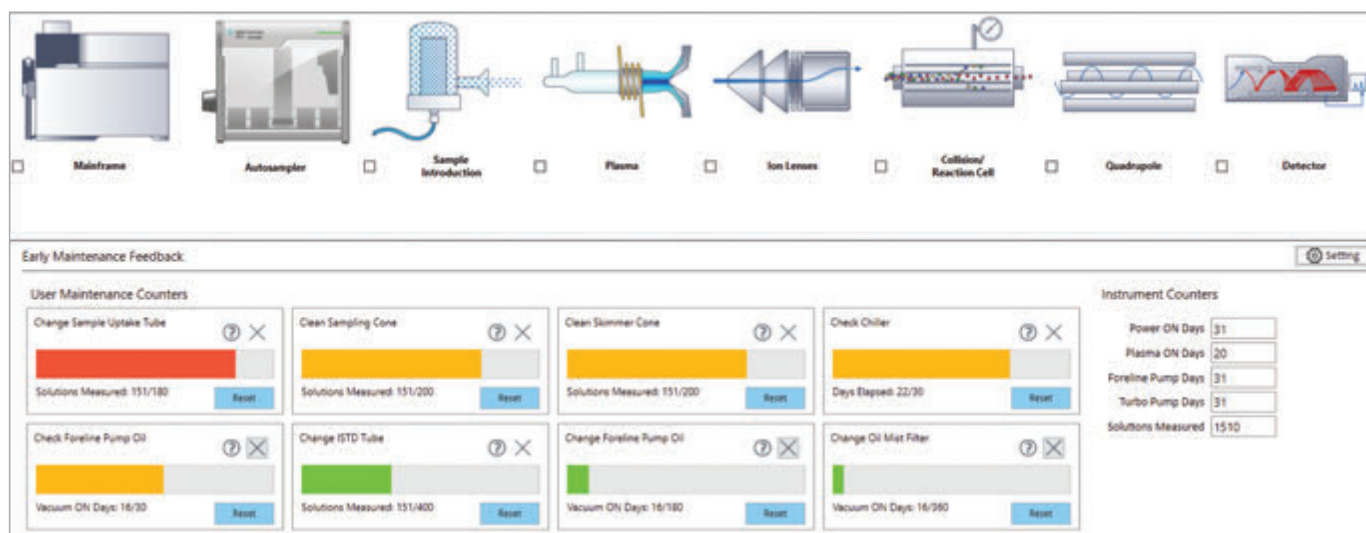 Mainframe
Autosampler
Sample
Introduction
Plasma
Ion Lenses
Collision/
Reaction Cell
Quadrupole
Detector
Early Maintenance Feedback
Setting
User Maintenance Counters
Instrument Counters
Change Sample Uptake Tube
Solutions Measured: 151/180
Reset
Clean Sampling Cone
Solutions Measured: 151/200
Reset
Clean Skimmer Cone
Solutions Measured: 151/200
Reset
Check Chiller
Days Elapsed: 22/30
Reset
Check Foreline Pump Oil
Vacuum ON Days: 16/30
Reset
Change ISTD Tube
Solutions Measured: 151/400
Reset
Change Foreline Pump Oil
Vacuum ON Days: 16/180
Reset
Change Oil Mist Filter
Vacuum ON Days: 16/360
Reset
Power ON Days 31
Plasma ON Days 20
Foreline Pump Days 31
Turbo Pump Days 31
Solutions Measured 1510